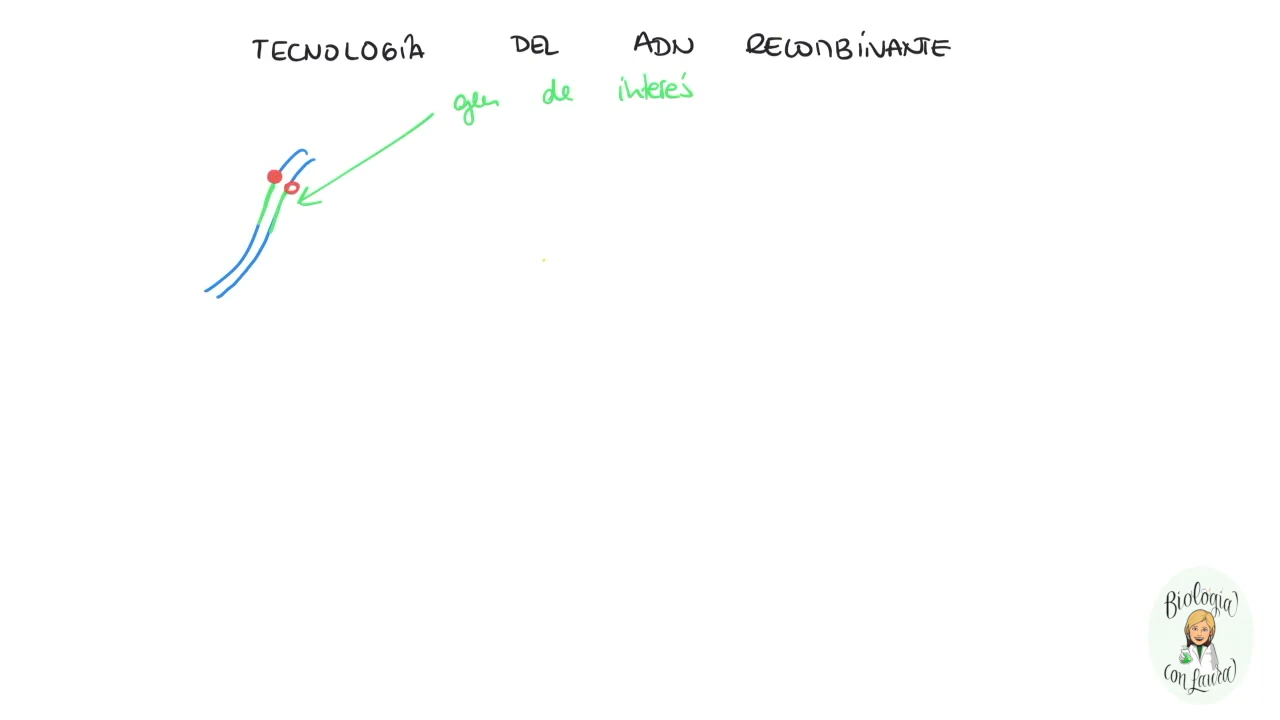 TECNOLOGÍA DEL ADN RECOMBINANTE
gen de interés
Biología
con Laura